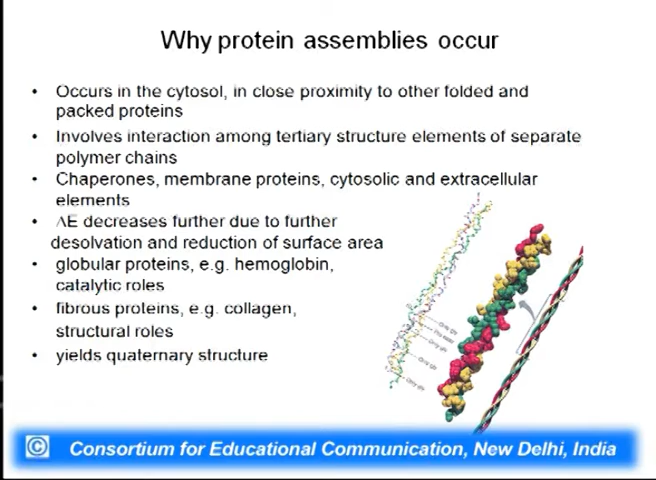 Why protein assemblies occur
• Occurs in the cytosol, in close proximity to other folded and
packed proteins
• Involves interaction among tertiary structure elements of separate
polymer chains
• Chaperones, membrane proteins, cytosolic and extracellular
elements
• ΔE decreases further due to further
desolvation and reduction of surface area
• globular proteins, e.g. hemoglobin,
catalytic roles
• fibrous proteins, e.g. collagen,
structural roles
• yields quaternary structure
© Consortium for Educational Communication, New Delhi, India